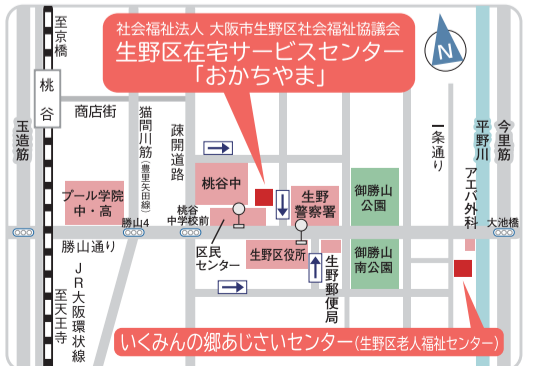 社会福祉法人 大阪市生野区社会福祉協議会
生野区在宅サービスセンター
「おかちやま」
至京橋
桃谷
商店街
玉造筋
猫間川筋(豊里矢田線)
疎開道路
一条通り
平野川
今里筋
アエバ外科
プール学院
中・高
桃谷中
生野
警察署
御勝山
公園
勝山4
桃谷
中学校前
大池橋
勝山通り
区民
センター
生野区役所
御勝山
南公園
生野郵便局
JR大阪環状線
至天王寺
いくみんの郷あじさいセンター(生野区老人福祉センター)